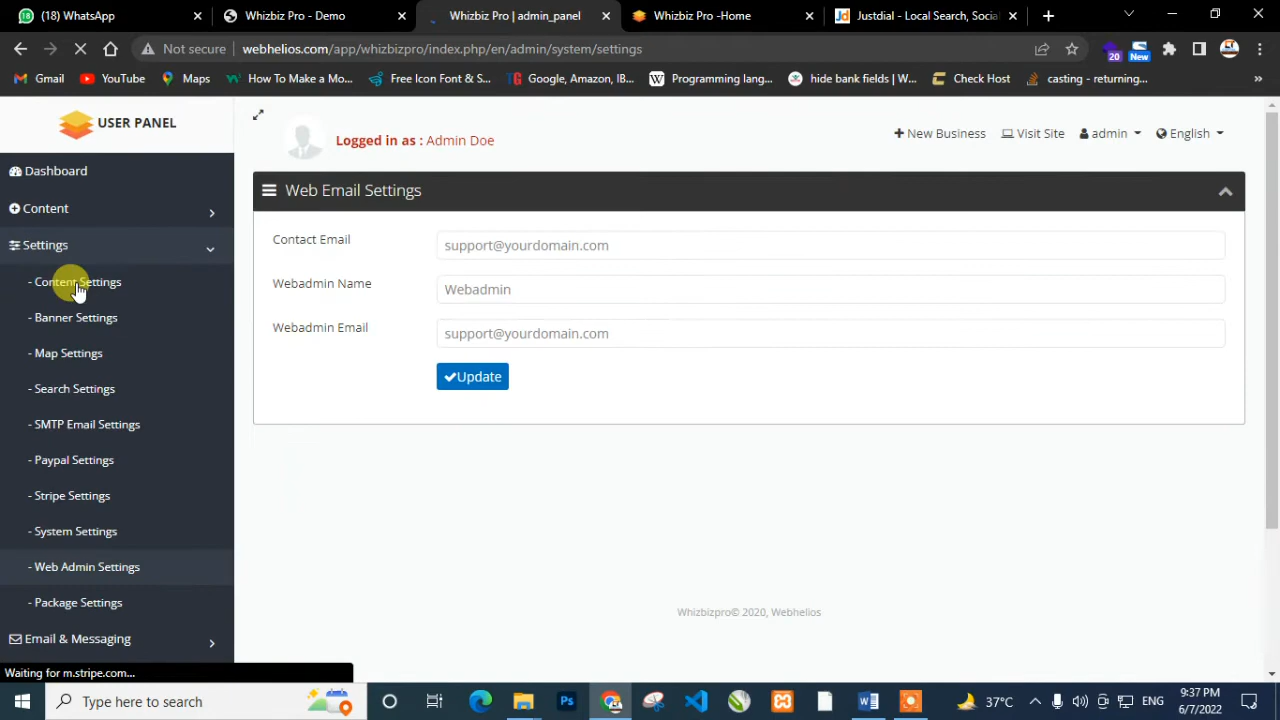 (18) WhatsApp
Whizbiz Pro - Demo
Whizbiz Pro | admin_panel
Whizbiz Pro -Home
Jd
Justdial - Local Search, Socia
Not secure
webhelios.com/app/whizbizpro/index.php/en/admin/system/settings
20
New
Gmail
YouTube
Maps
How To Make a Mo...
Free Icon Font & S...
Google, Amazon, IB...
Programming lang...
hide bank fields | W...
Check Host
casting - returning...
»
USER PANEL
Logged in as : Admin Doe
New Business
Visit Site
admin
English
Dashboard
Content
Settings
- Content Settings
- Banner Settings
- Map Settings
- Search Settings
- SMTP Email Settings
- Paypal Settings
- Stripe Settings
- System Settings
- Web Admin Settings
- Package Settings
Email & Messaging
Web Email Settings
Contact Email
support@yourdomain.com
Webadmin Name
Webadmin
Webadmin Email
support@yourdomain.com
Update
Whizbizpro© 2020, Webhelios
Waiting for m.stripe.com...
Type here to search
Ps
37°C
ENG
9:37 PM
6/7/2022